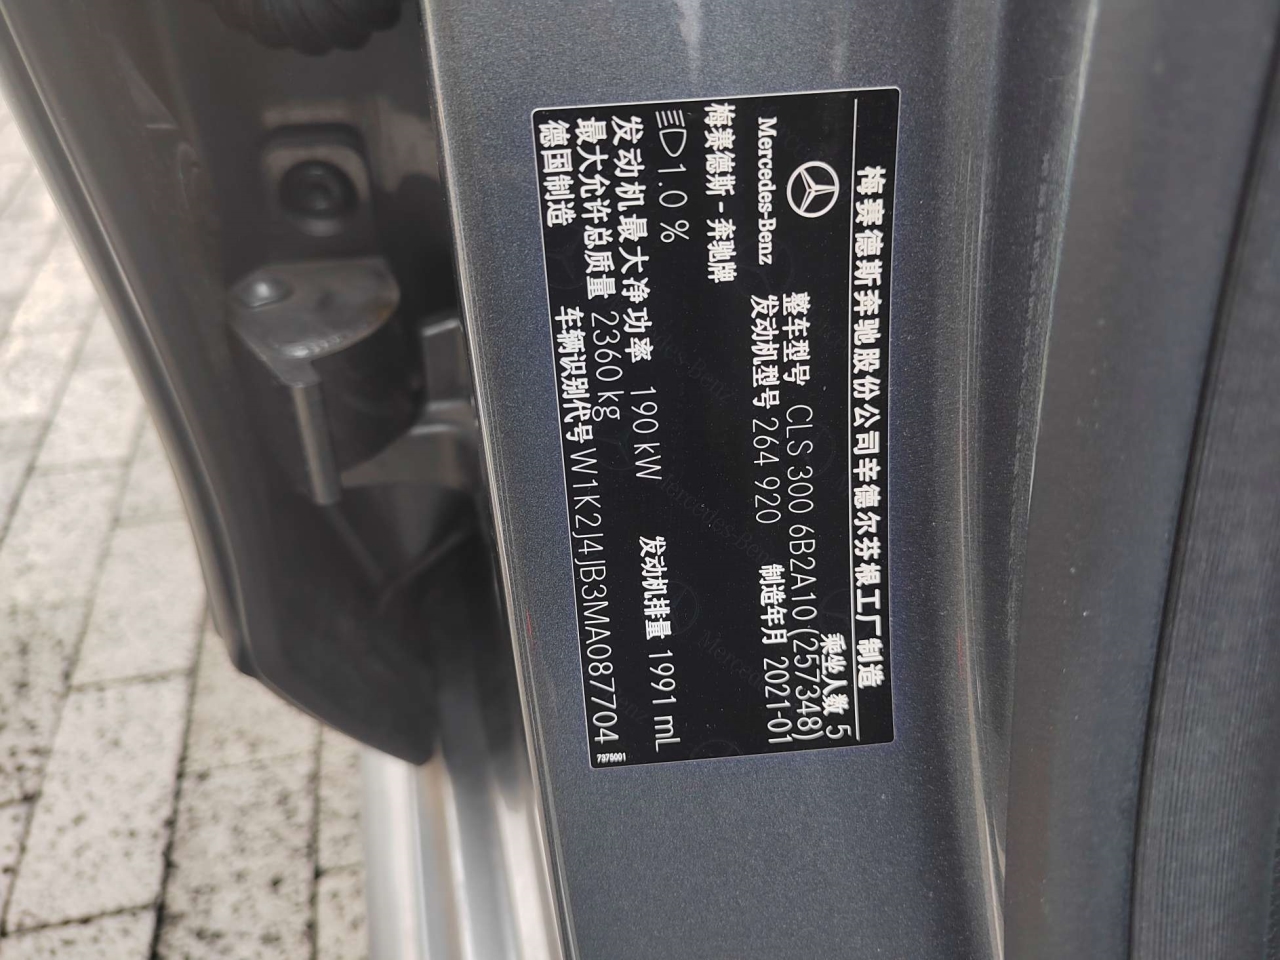 梅赛德斯奔驰股份公司辛德尔芬根工厂制造
乘坐人数 5
Mercedes-Benz
整车型号 CLS 300 6B2A10 (257348)
发动机型号 264 920 制造年月 2021-01
梅赛德斯-奔驰牌
1.0 %
发动机最大净功率 190 kW 发动机排量 1991 mL
最大允许总质量 2360 kg
德国制造 车辆识别代号 W1K2J4JB3MA087704
7375001